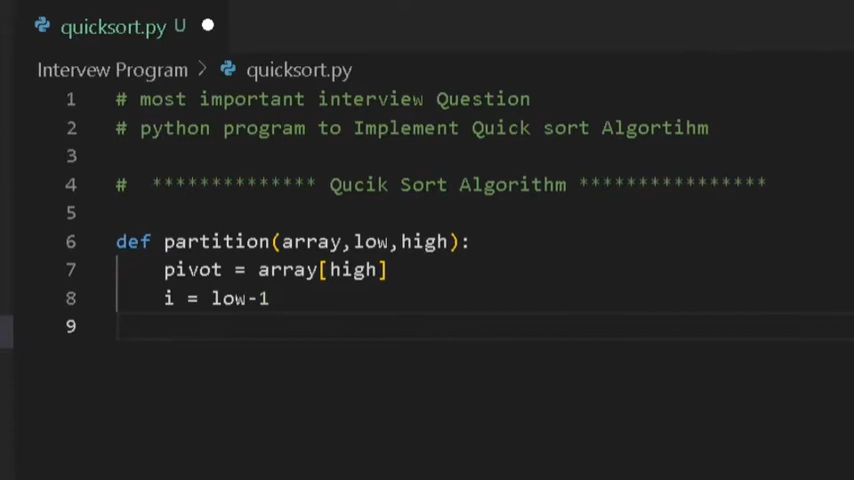 quicksort.py U
Intervew Program > quicksort.py
1 # most important interview Question
2 # python program to Implement Quick sort Algortihm
3
4 # ************** Qucik Sort Algorithm ****************
5
6 def partition(array,low,high):
7 pivot = array[high]
8 i = low-1
9